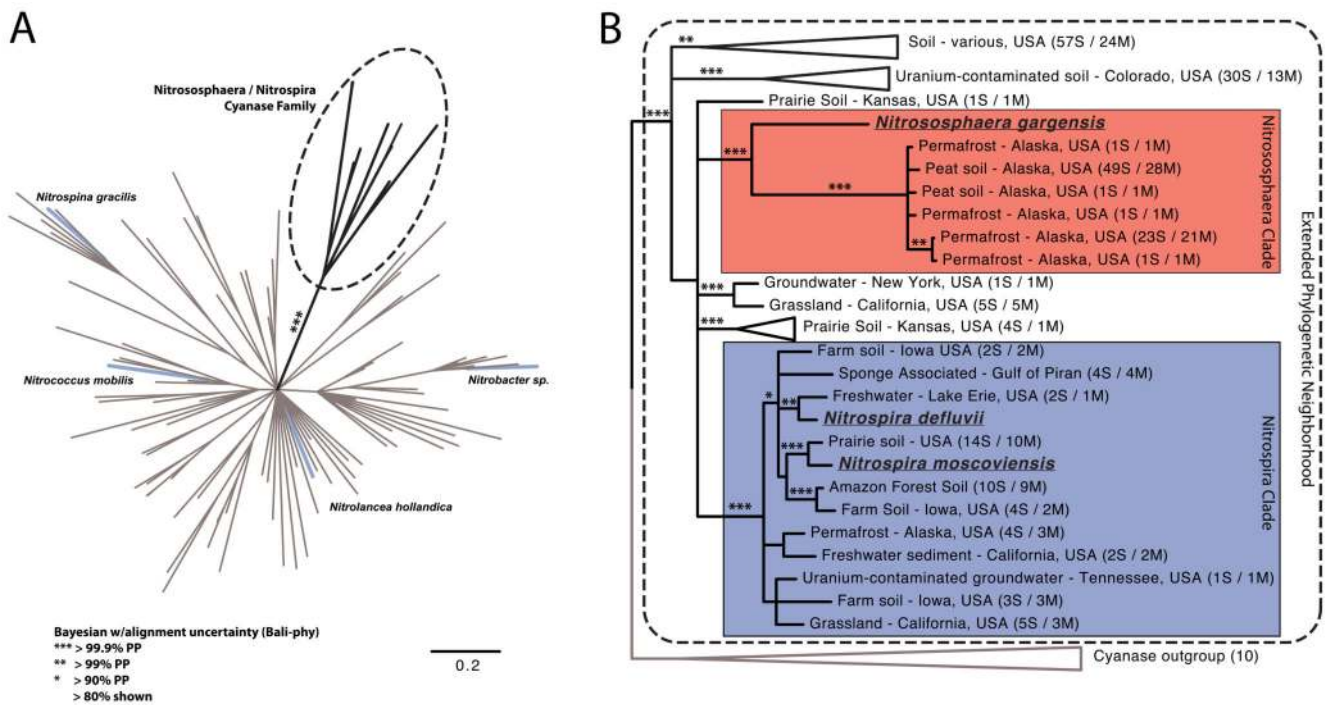 A
Nitrososphaera / Nitrospira
Cyanase Family
Nitrospina gracilis
***
Nitrococcus mobilis
Nitrobacter sp.
Nitrolancea hollandica
Bayesian w/alignment uncertainty (Bali-phy)
*** > 99.9% PP
** > 99% PP
* > 90% PP
> 80% shown
0.2
B
**
Soil - various, USA (57S / 24M)
***
Uranium-contaminated soil - Colorado, USA (30S / 13M)
Prairie Soil - Kansas, USA (1S / 1M)
***
Nitrososphaera gargensis
***
Permafrost - Alaska, USA (1S / 1M)
Peat soil - Alaska, USA (49S / 28M)
***
Peat soil - Alaska, USA (1S / 1M)
Permafrost - Alaska, USA (1S / 1M)
**
Permafrost - Alaska, USA (23S / 21M)
Permafrost - Alaska, USA (1S / 1M)
Nitrososphaera Clade
***
Groundwater - New York, USA (1S / 1M)
Grassland - California, USA (5S / 5M)
***
Prairie Soil - Kansas, USA (4S / 1M)
Farm soil - Iowa USA (2S / 2M)
Sponge Associated - Gulf of Piran (4S / 4M)
*
**
Freshwater - Lake Erie, USA (2S / 1M)
Nitrospira defluvii
***
Prairie soil - USA (14S / 10M)
Nitrospira moscoviensis
***
Amazon Forest Soil (10S / 9M)
***
Farm Soil - Iowa, USA (4S / 2M)
Permafrost - Alaska, USA (4S / 3M)
Freshwater sediment - California, USA (2S / 2M)
Uranium-contaminated groundwater - Tennessee, USA (1S / 1M)
Farm soil - Iowa, USA (3S / 3M)
Grassland - California, USA (5S / 3M)
Nitrospira Clade
Extended Phylogenetic Neighborhood
Cyanase outgroup (10)